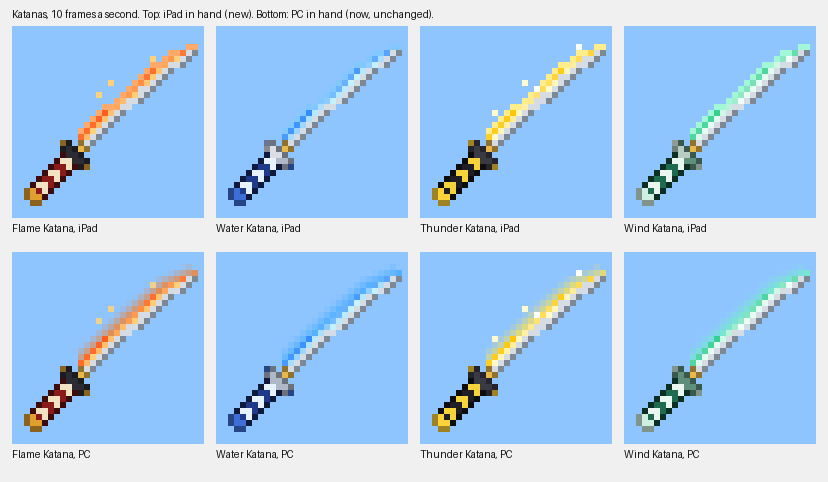 Katanas, 10 frames a second. Top: iPad in hand (new). Bottom: PC in hand (now, unchanged).
Flame Katana, iPad
Water Katana, iPad
Thunder Katana, iPad
Wind Katana, iPad
Flame Katana, PC
Water Katana, PC
Thunder Katana, PC
Wind Katana, PC